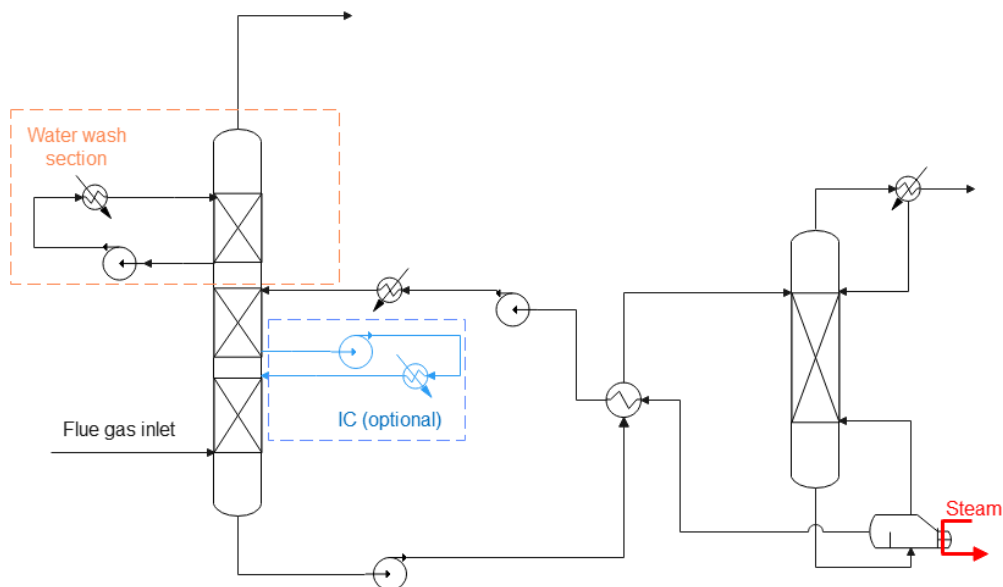 Water wash
section
IC (optional)
Flue gas inlet
Steam